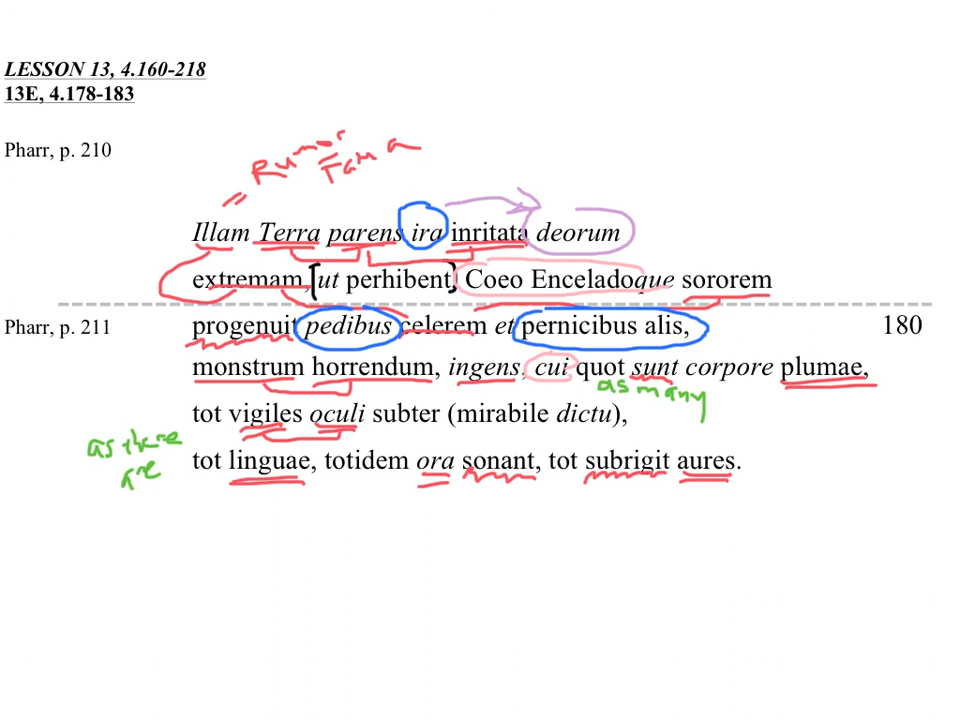 LESSON 13, 4.160-218
13E, 4.178-183
Pharr, p. 210
= Rumor
Fama
Illam Terra parens ira inritata deorum
extremam, [ut perhibent] Coeo Enceladoque sororem
Pharr, p. 211
progenuit pedibus celerem et pernicibus alis, 180
monstrum horrendum, ingens, cui quot sunt corpore plumae,
as many
tot vigiles oculi subter (mirabile dictu),
as there
are
tot linguae, totidem ora sonant, tot subrigit aures.